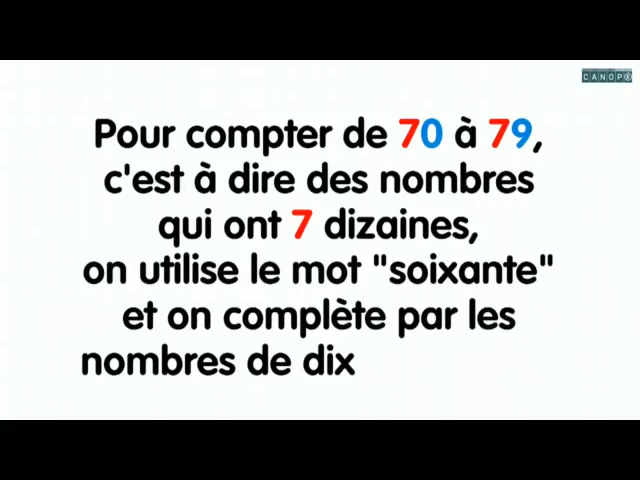 CANOPÉ
Pour compter de 70 à 79,
c'est à dire des nombres
qui ont 7 dizaines,
on utilise le mot "soixante"
et on complète par les
nombres de dix